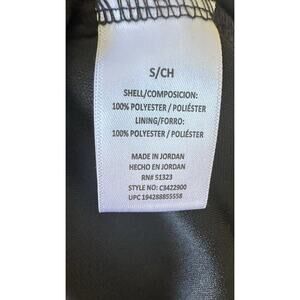 S/CH
SHELL/COMPOSICION:
100% POLYESTER / POLIÉSTER
LINING/FORRO:
100% POLYESTER / POLIÉSTER
MADE IN JORDAN
HECHO EN JORDAN
RN# 51323
STYLE NO: C3422900
UPC 194288855558